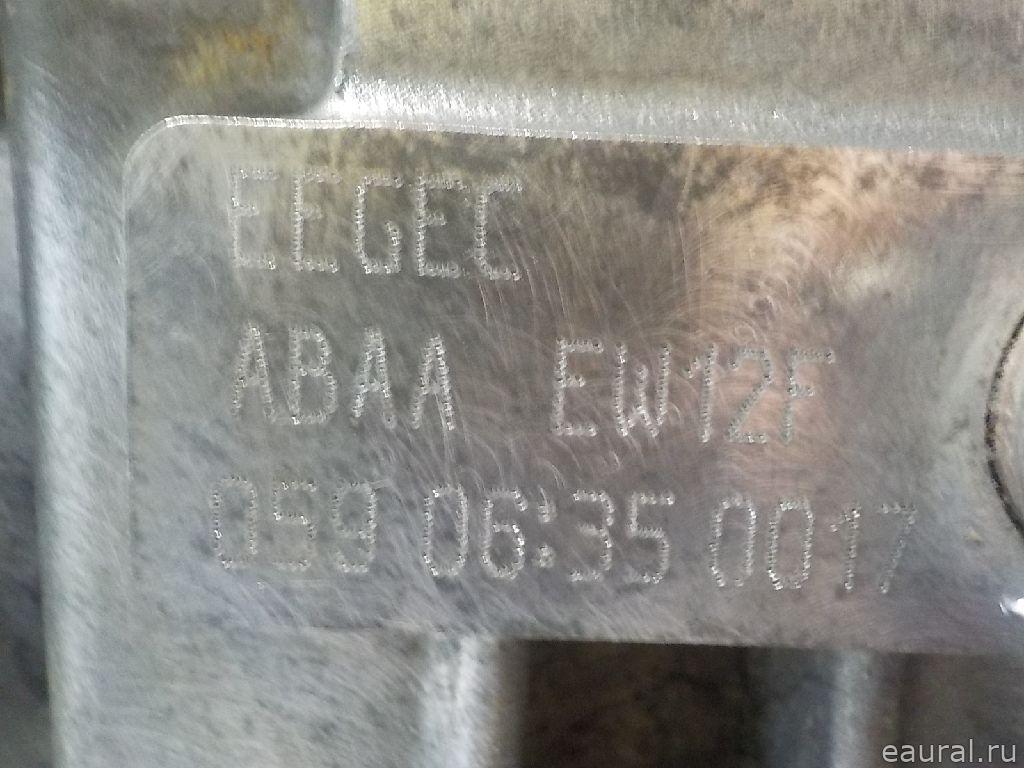 EEGEC
ABAA EW12F
059 06:35 0017
eaural.ru